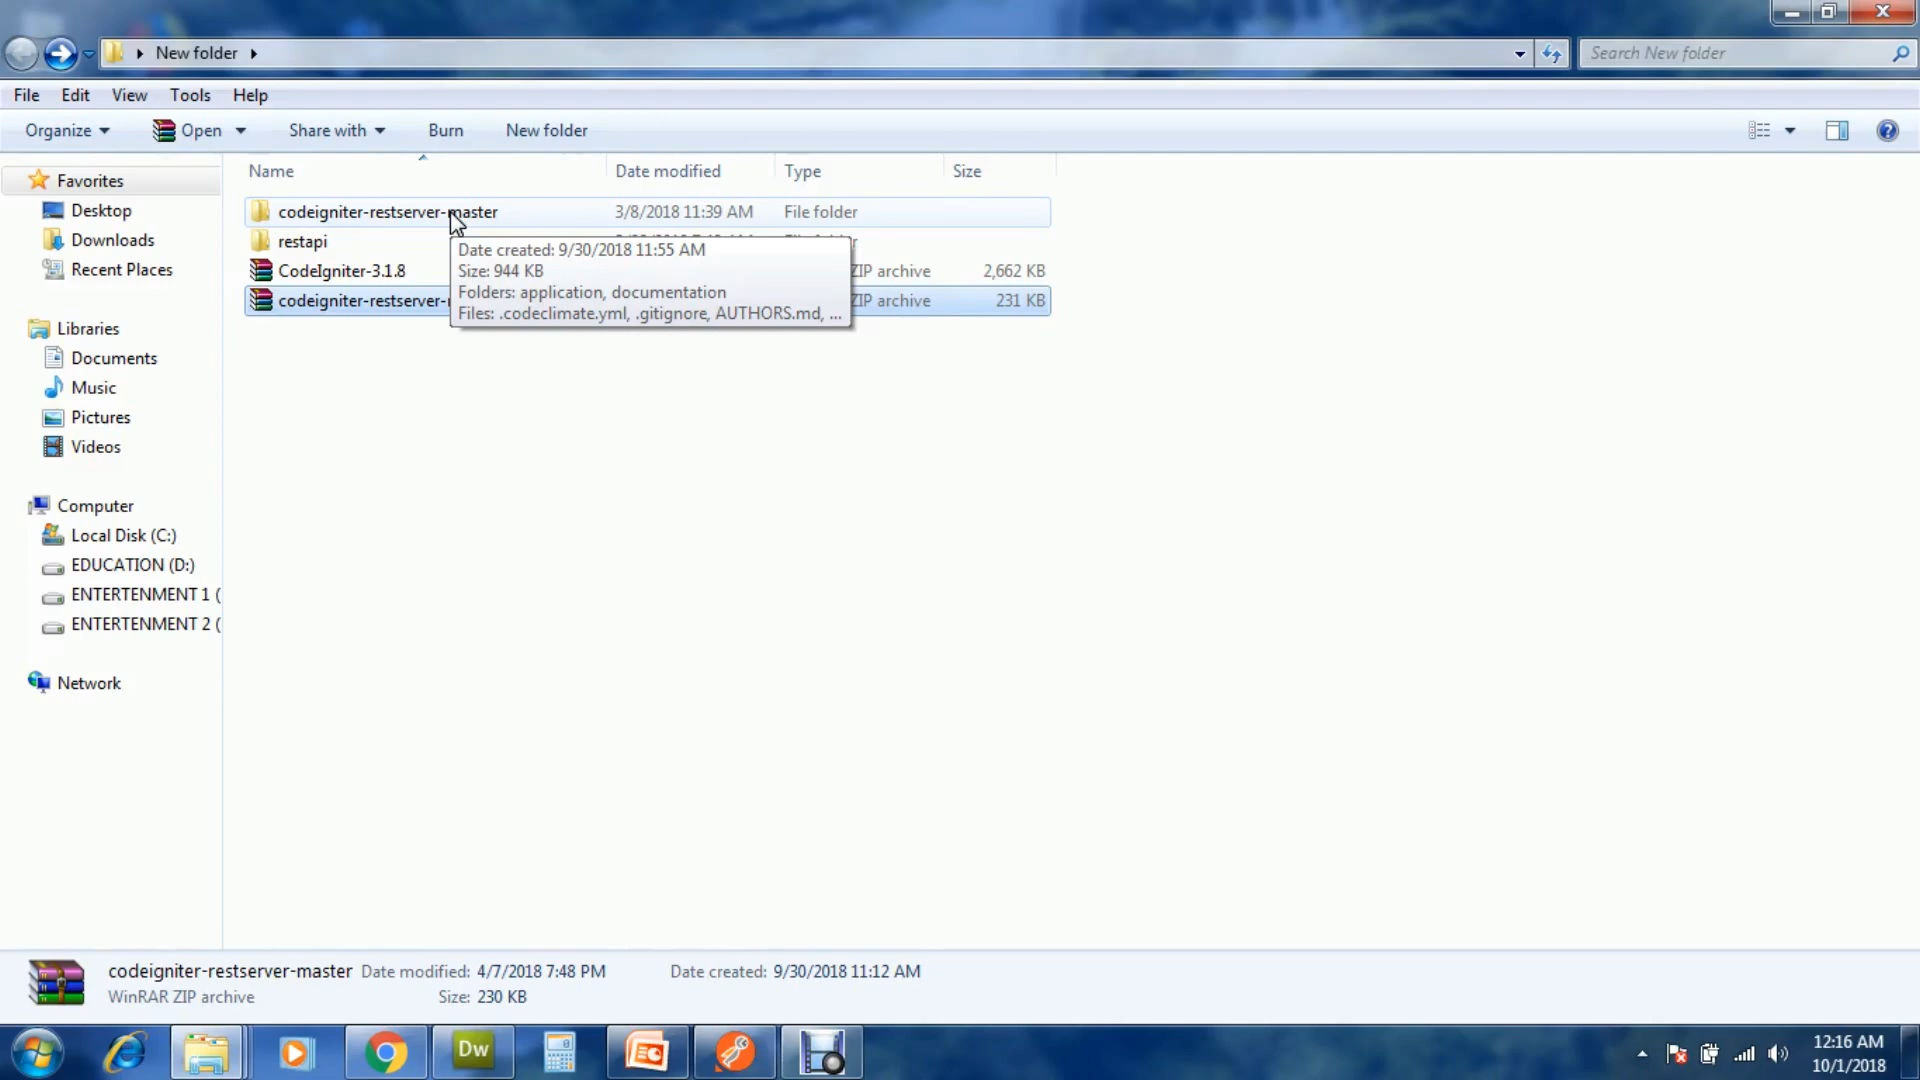 New folder
Search New folder
File Edit View Tools Help
Organize Open Share with Burn New folder
Name Date modified Type Size
Favorites
Desktop
Downloads
Recent Places
Libraries
Documents
Music
Pictures
Videos
Computer
Local Disk (C:)
EDUCATION (D:)
ENTERTENMENT 1 (
ENTERTENMENT 2 (
Network
codeigniter-restserver-master 3/8/2018 11:39 AM File folder
restapi
CodeIgniter-3.1.8 ZIP archive 2,662 KB
codeigniter-restserver- ZIP archive 231 KB
Date created: 9/30/2018 11:55 AM
Size: 944 KB
Folders: application, documentation
Files: .codeclimate.yml, .gitignore, AUTHORS.md, ...
codeigniter-restserver-master Date modified: 4/7/2018 7:48 PM Date created: 9/30/2018 11:12 AM
WinRAR ZIP archive Size: 230 KB
Dw
12:16 AM
10/1/2018